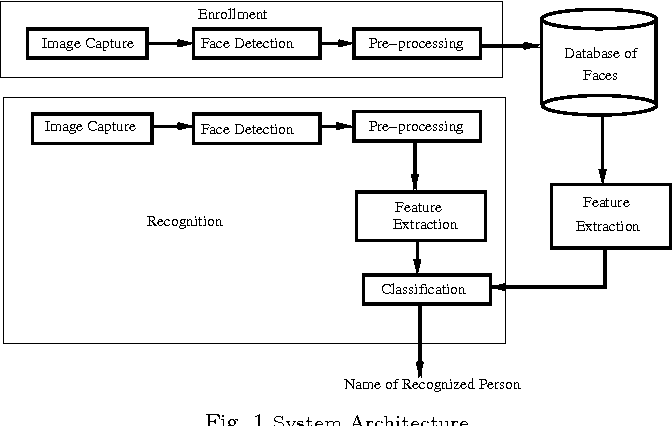 Enrollment
Image Capture
Face Detection
Pre-processing
Database of
Faces
Image Capture
Face Detection
Pre-processing
Recognition
Feature
Extraction
Feature
Extraction
Classification
Name of Recognized Person
Fig. 1 System Architecture